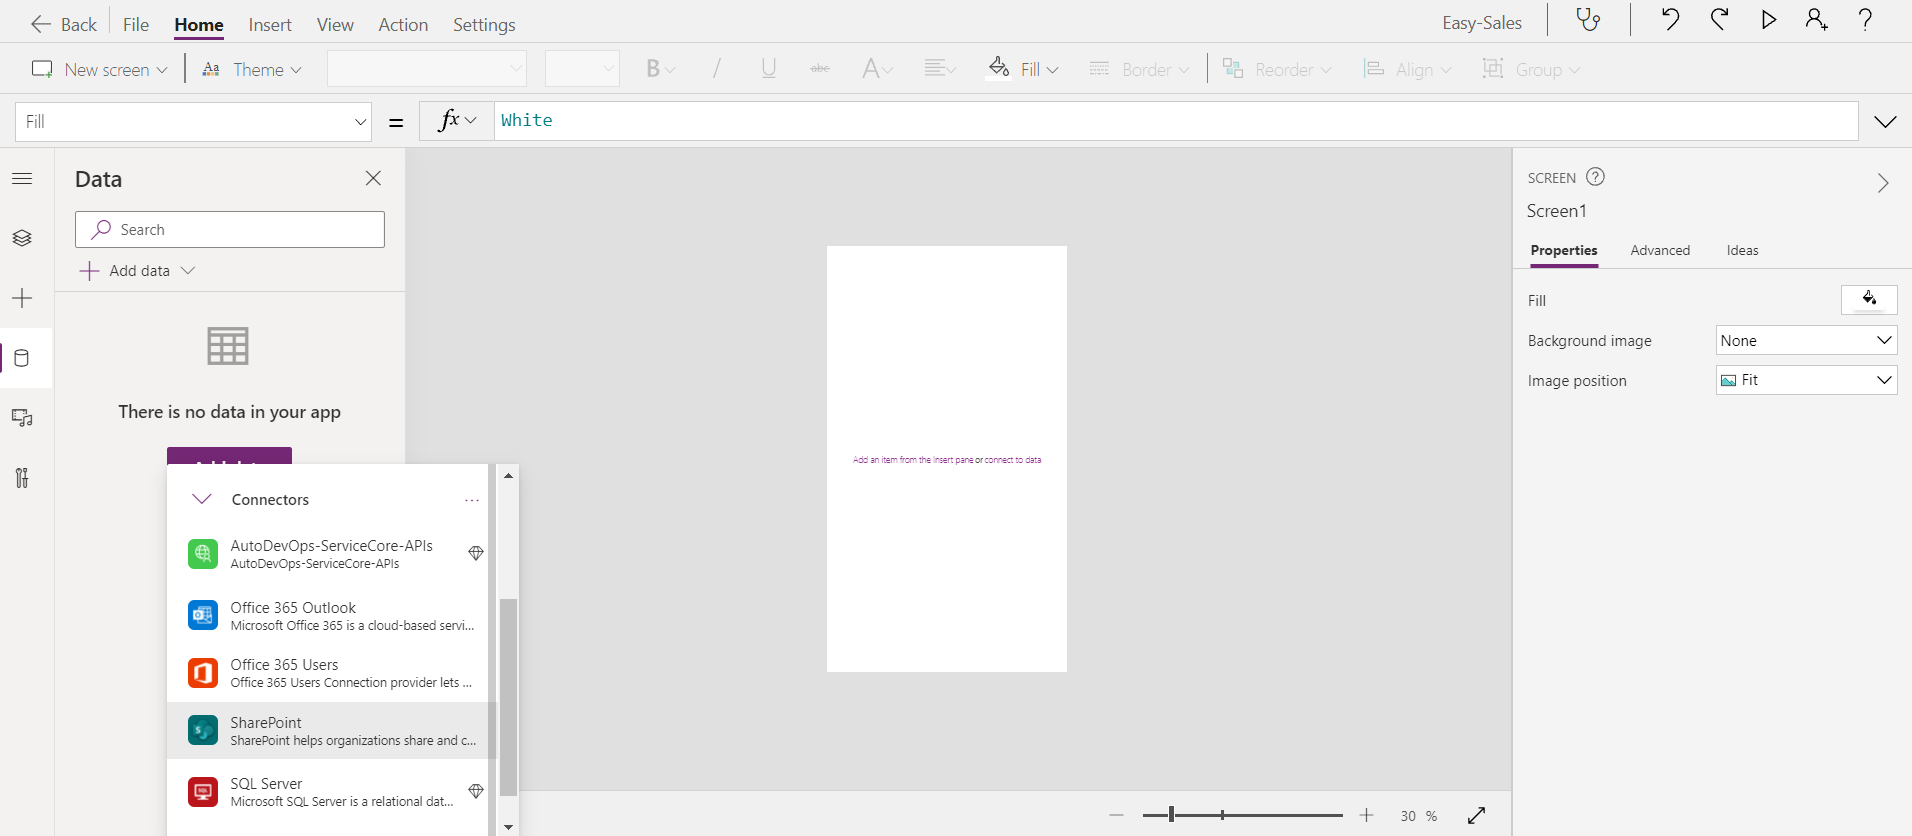 Back File Home Insert View Action Settings Easy-Sales ?
New screen Aa Theme B / U abc A Fill Border Reorder Align Group
Fill = fx White
Data
Search
Add data
There is no data in your app
Connectors ...
AutoDevOps-ServiceCore-APIs
AutoDevOps-ServiceCore-APIs
Office 365 Outlook
Microsoft Office 365 is a cloud-based servi...
Office 365 Users
Office 365 Users Connection provider lets ...
SharePoint
SharePoint helps organizations share and c...
SQL Server
Microsoft SQL Server is a relational dat...
Add an item from the Insert pane or connect to data
30 %
SCREEN ?
Screen1
Properties Advanced Ideas
Fill
Background image None
Image position Fit